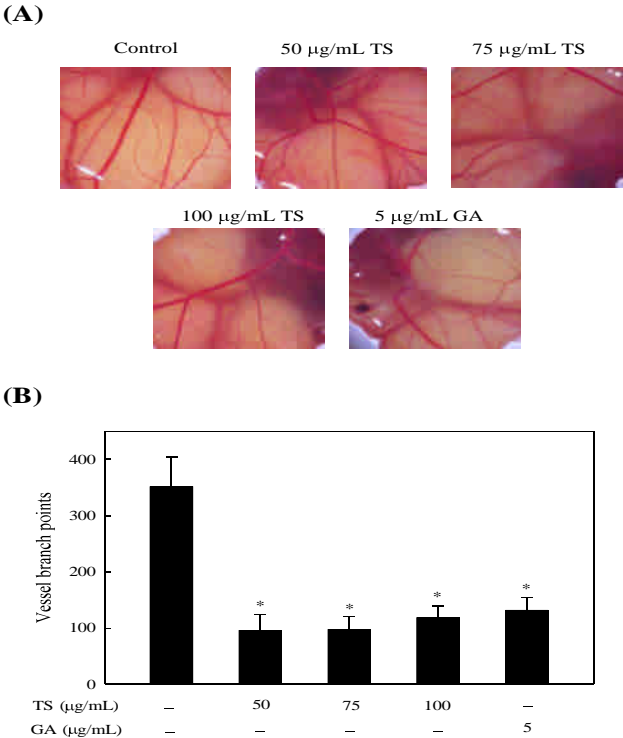 (A)
Control 50 µg/mL TS 75 µg/mL TS
100 µg/mL TS 5 µg/mL GA
(B)
Vessel branch points
400
300
200
100
0
* * * *
TS (µg/mL) – 50 75 100 –
GA (µg/mL) – – – – 5